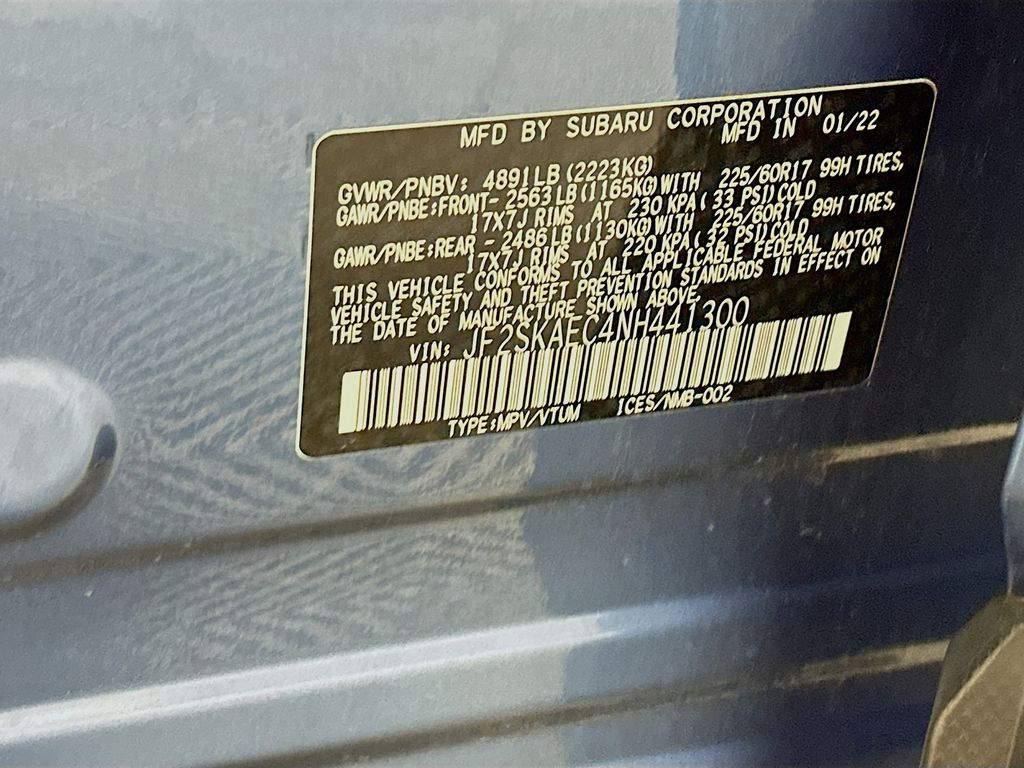 MFD BY SUBARU CORPORATION
MFD IN 01/22
GVWR/PNBV: 4891LB(2223KG)
GAWR/PNBE:FRONT- 2563LB(1165KG)WITH 225/60R17 99H TIRES,
17X7J RIMS AT 230 KPA( 33 PSI)COLD
GAWR/PNBE:REAR - 2486LB(1130KG)WITH 225/60R17 99H TIRES,
17X7J RIMS AT 220 KPA( 32 PSI)COLD
THIS VEHICLE CONFORMS TO ALL APPLICABLE FEDERAL MOTOR
VEHICLE SAFETY AND THEFT PREVENTION STANDARDS IN EFFECT ON
THE DATE OF MANUFACTURE SHOWN ABOVE.
VIN: JF2SKAEC4NH441300
TYPE:MPV/VTUM ICES/NMB-002